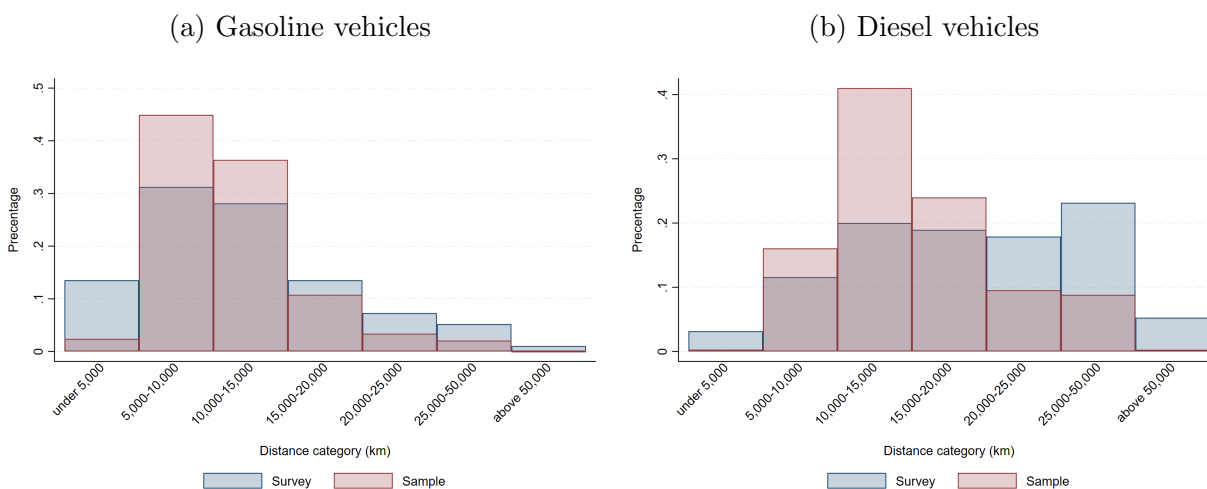 (a) Gasoline vehicles
.5
.4
.3
.2
.1
0
Precentage
under 5,000
5,000-10,000
10,000-15,000
15,000-20,000
20,000-25,000
25,000-50,000
above 50,000
Distance category (km)
Survey Sample
(b) Diesel vehicles
.4
.3
.2
.1
0
Precentage
under 5,000
5,000-10,000
10,000-15,000
15,000-20,000
20,000-25,000
25,000-50,000
above 50,000
Distance category (km)
Survey Sample